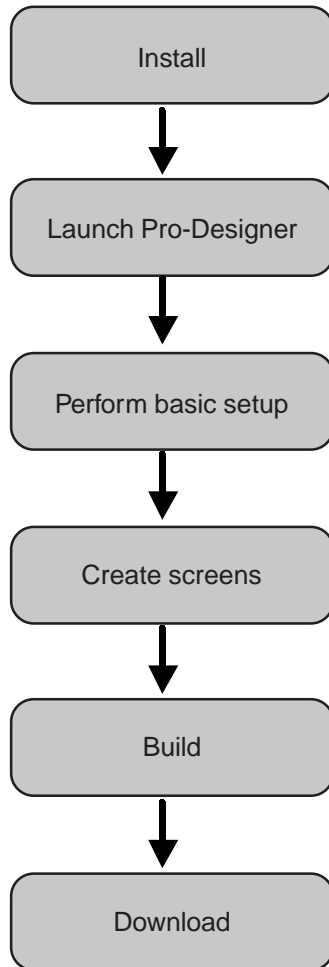 Install
Launch Pro-Designer
Perform basic setup
Create screens
Build
Download